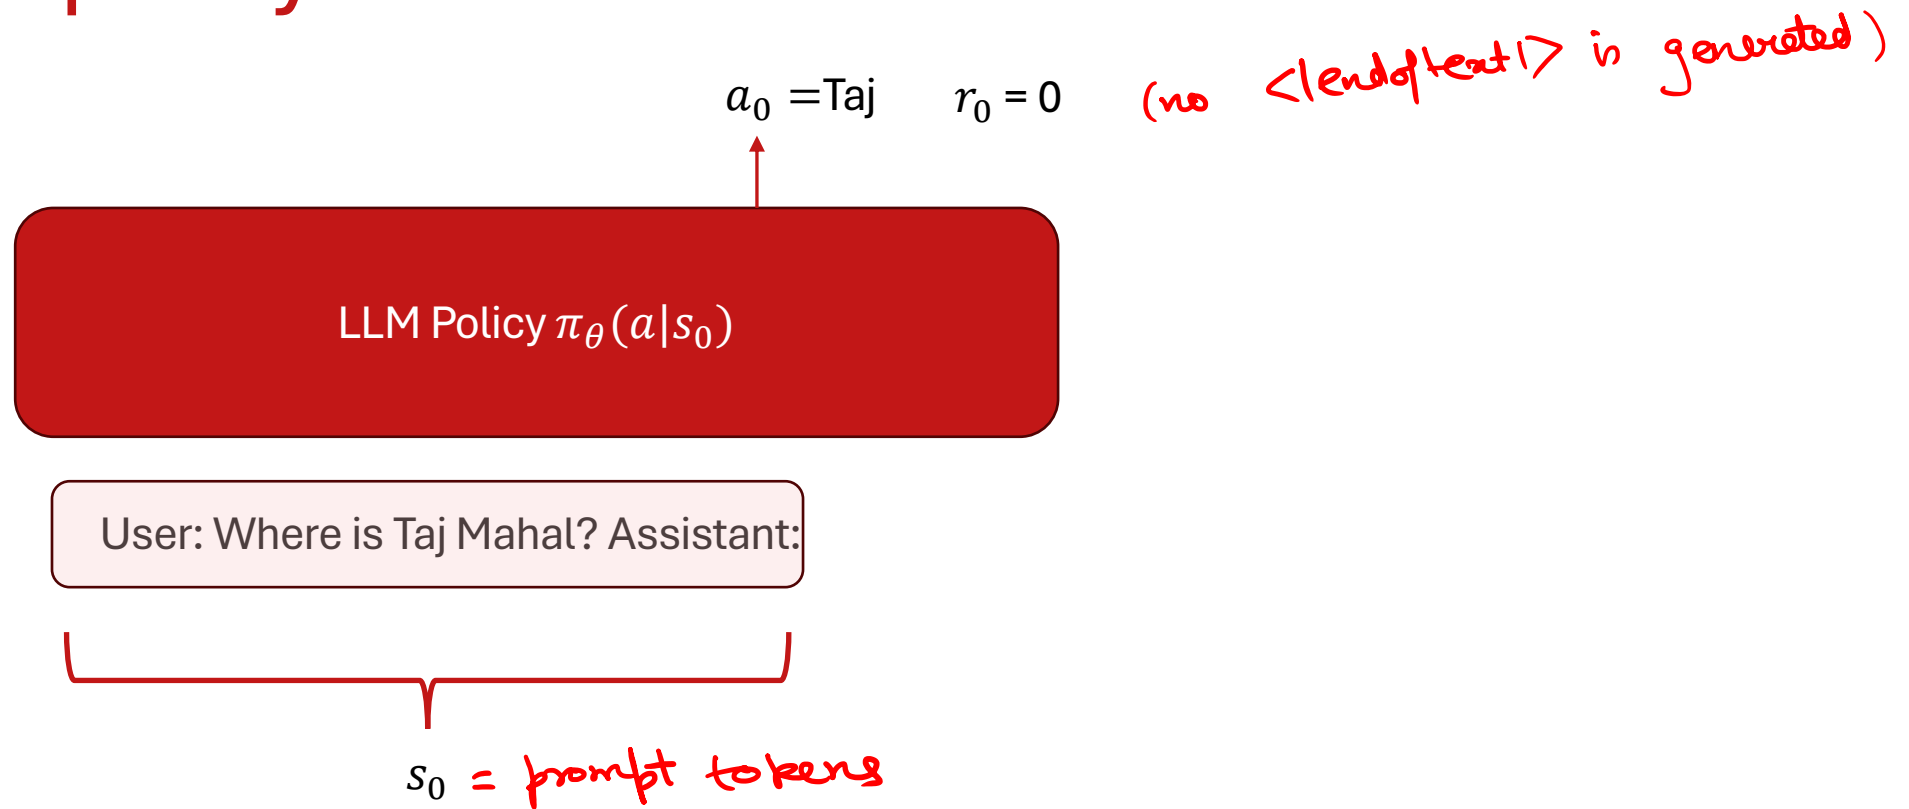 a₀ =Taj r₀ = 0 (no <|endoftext|> is generated)
LLM Policy π_θ(a|s₀)
User: Where is Taj Mahal? Assistant:
s₀ = prompt tokens